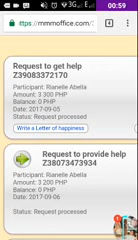 3G
00:59
https://mmmoffice.com/
Request to get help
Z39083372170
Participant: Rianelle Abella
Amount: 3 300 PHP
Balance: 0 PHP
Date: 2017-09-05
Status: Request processed
Write a Letter of happiness
Request to provide help
Z38073473934
Participant: Rianelle Abella
Amount: 3 200 PHP
Balance: 0 PHP
Date: 2017-09-06
Status: Request processed